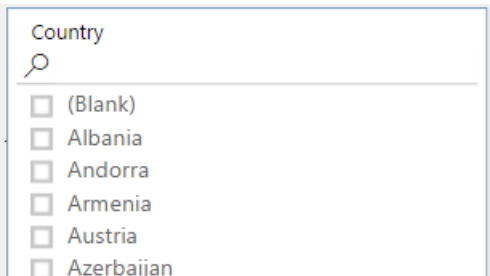 Country
(Blank)
Albania
Andorra
Armenia
Austria
Azerbaijan